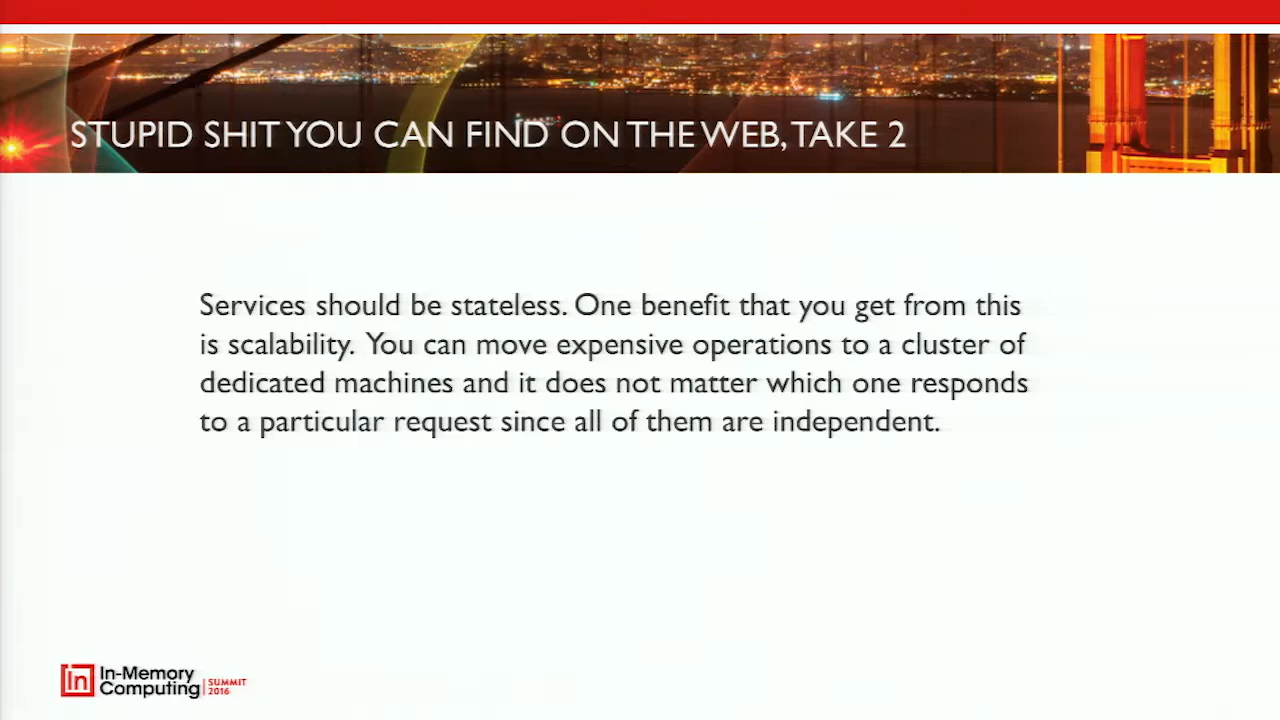 STUPID SHIT YOU CAN FIND ON THE WEB, TAKE 2
Services should be stateless. One benefit that you get from this
is scalability. You can move expensive operations to a cluster of
dedicated machines and it does not matter which one responds
to a particular request since all of them are independent.
in In-Memory
Computing
SUMMIT
2016